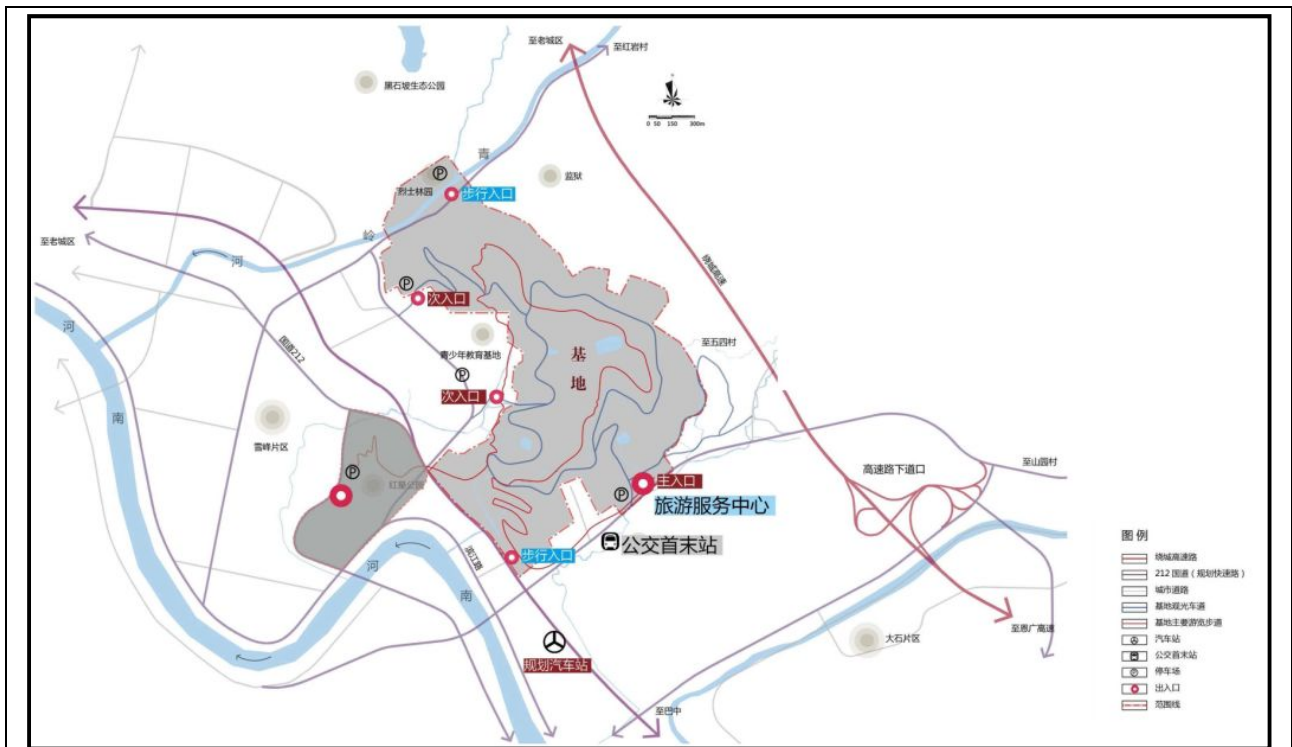 至老城区
至红岩村
黑石坡生态公园
0 50 150 300m
青
监狱
烈士林园
步行入口
岭
至老城区
河
绕城高速
次入口
河
国道212
青少年教育基地
基
地
至五四村
次入口
南
雪峰片区
高速路下道口
至山园村
主入口
红星公园
旅游服务中心
公交首末站
步行入口
滨江路
河
南
图例
绕城高速路
212国道(规划快速路)
城市道路
基地观光车道
基地主要游览步道
汽车站
公交首末站
停车场
出入口
范围线
大石片区
至恩广高速
规划汽车站
至巴中